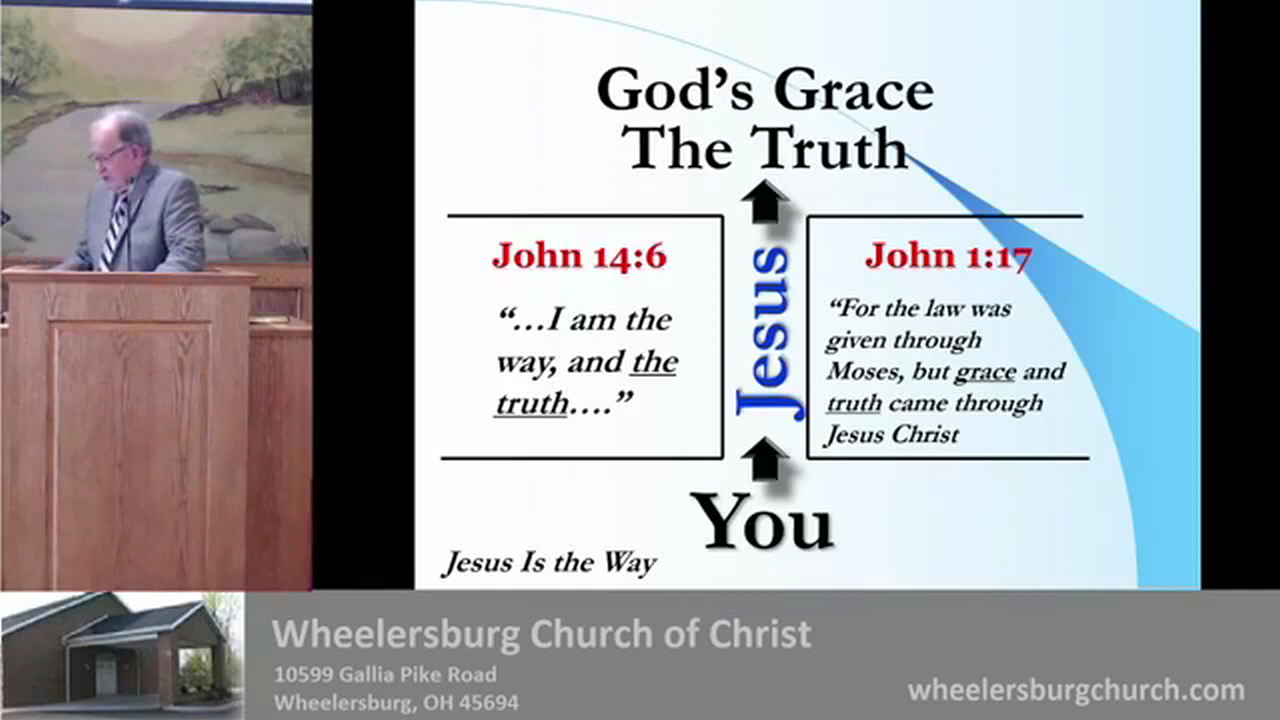 God's Grace
The Truth
John 14:6
“…I am the
way, and the
truth….”
Jesus
John 1:17
“For the law was
given through
Moses, but grace and
truth came through
Jesus Christ
You
Jesus Is the Way
Wheelersburg Church of Christ
10599 Gallia Pike Road
Wheelersburg, OH 45694
wheelersburgchurch.com